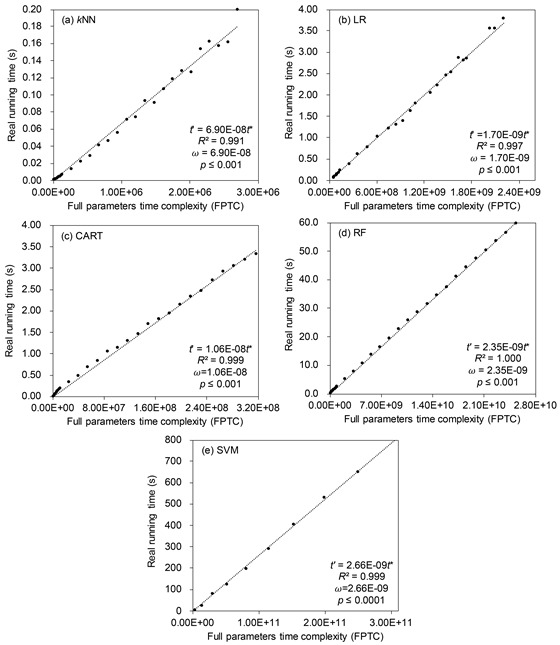 (a) kNN
Real running time (s)
0.20
0.18
0.16
0.14
0.12
0.10
0.08
0.06
0.04
0.02
0.00
t' = 6.90E-08t*
R² = 0.991
ω = 6.90E-08
p ≤ 0.001
0.00E+00 1.00E+06 2.00E+06 3.00E+06
Full parameters time complexity (FPTC)
(b) LR
Real running time (s)
4.00
3.50
3.00
2.50
2.00
1.50
1.00
0.50
0.00
t' =1.70E-09t*
R² = 0.997
ω = 1.70E-09
p ≤ 0.001
0.00E+00 6.00E+08 1.20E+09 1.80E+09 2.40E+09
Full parameters time complexity (FPTC)
(c) CART
Real running time (s)
4.00
3.50
3.00
2.50
2.00
1.50
1.00
0.50
0.00
t' = 1.06E-08t*
R² = 0.999
ω=1.06E-08
p ≤ 0.001
0.00E+00 8.00E+07 1.60E+08 2.40E+08 3.20E+08
Full parameters time complexity (FPTC)
(d) RF
Real running time (s)
60.0
50.0
40.0
30.0
20.0
10.0
0.00
t' = 2.35E-09t*
R² = 1.000
ω = 2.35E-09
p ≤ 0.001
0.00E+00 7.00E+09 1.40E+10 2.10E+10 2.80E+10
Full parameters time complexity (FPTC)
(e) SVM
Real running time (s)
800
700
600
500
400
300
200
100
0
t' = 2.66E-09t*
R² = 0.999
ω=2.66E-09
p ≤ 0.0001
0.00E+00 1.00E+11 2.00E+11 3.00E+11
Full parameters time complexity (FPTC)